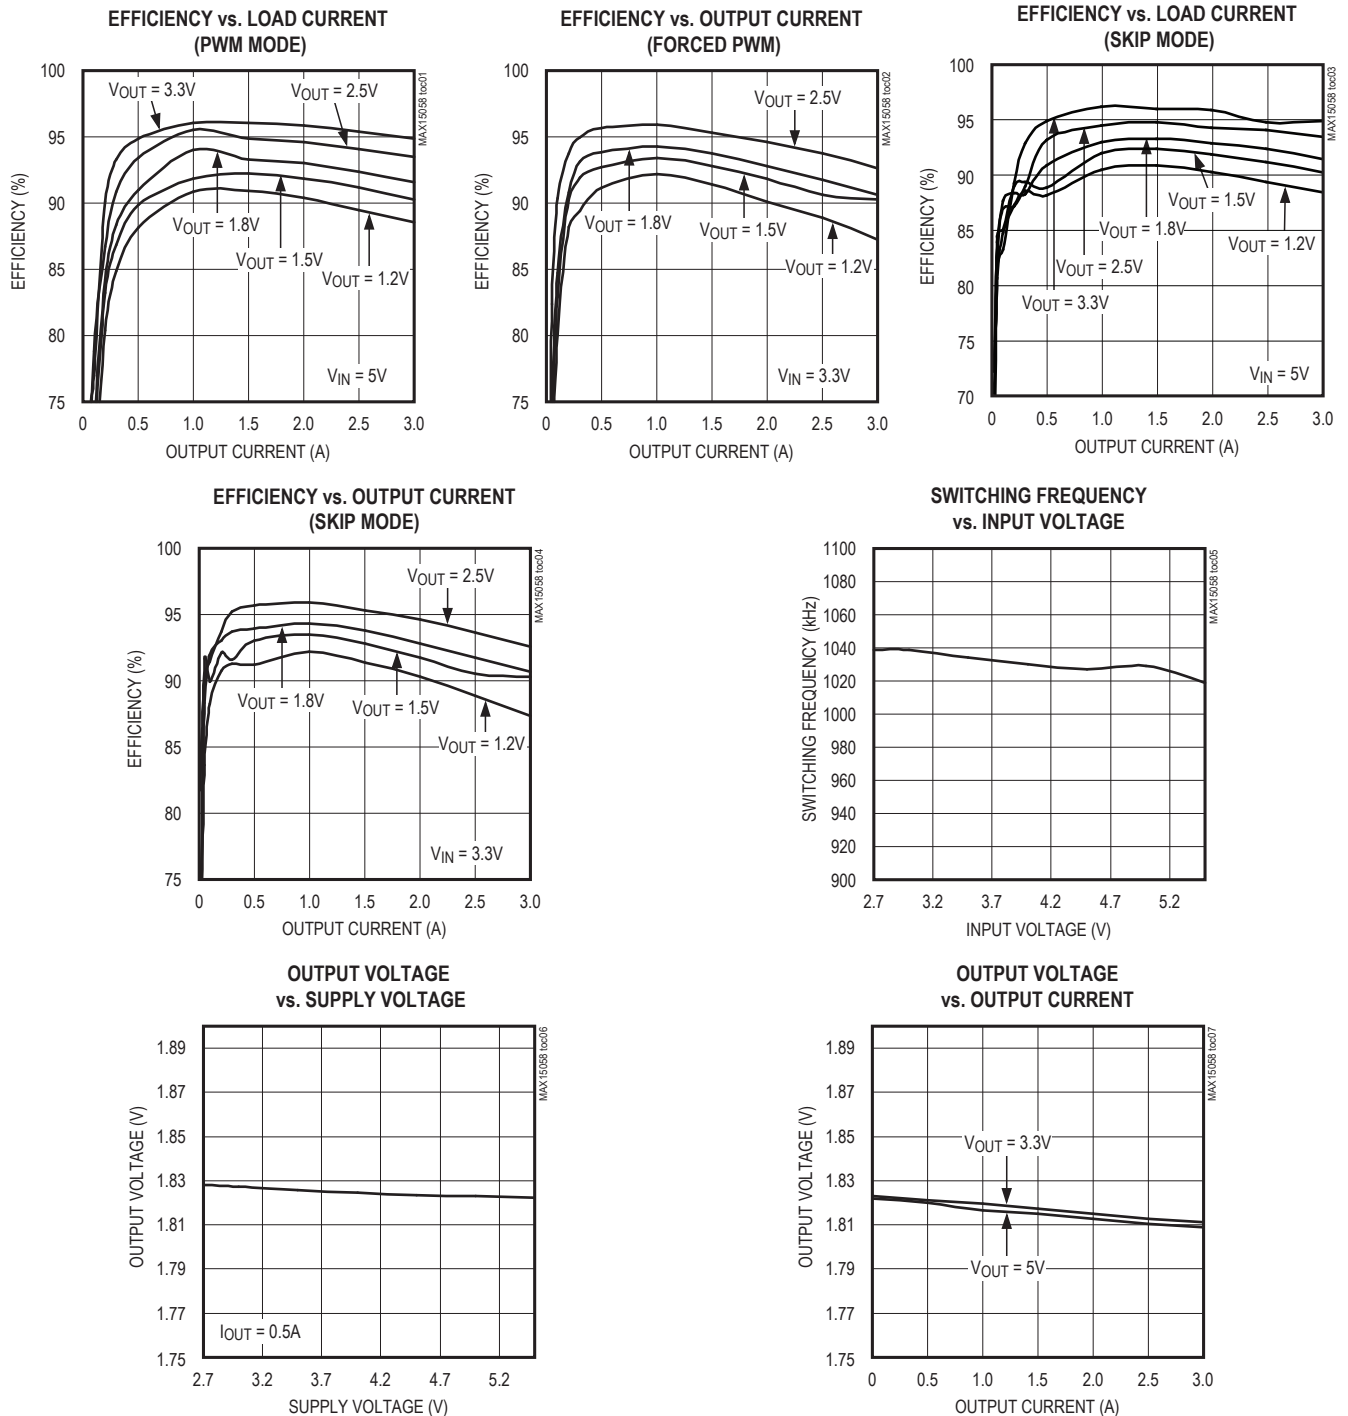 EFFICIENCY vs. LOAD CURRENT
(PWM MODE)
MAX15058 toc01
EFFICIENCY (%)
100
95
90
85
80
75
VOUT = 3.3V
VOUT = 2.5V
VOUT = 1.8V
VOUT = 1.5V
VOUT = 1.2V
VIN = 5V
0 0.5 1.0 1.5 2.0 2.5 3.0
OUTPUT CURRENT (A)
EFFICIENCY vs. OUTPUT CURRENT
(FORCED PWM)
MAX15058 toc02
EFFICIENCY (%)
100
95
90
85
80
75
VOUT = 2.5V
VOUT = 1.8V
VOUT = 1.5V
VOUT = 1.2V
VIN = 3.3V
0 0.5 1.0 1.5 2.0 2.5 3.0
OUTPUT CURRENT (A)
EFFICIENCY vs. LOAD CURRENT
(SKIP MODE)
MAX15058 toc03
EFFICIENCY (%)
100
95
90
85
80
75
70
VOUT = 1.5V
VOUT = 1.8V
VOUT = 1.2V
VOUT = 2.5V
VOUT = 3.3V
VIN = 5V
0 0.5 1.0 1.5 2.0 2.5 3.0
OUTPUT CURRENT (A)
EFFICIENCY vs. OUTPUT CURRENT
(SKIP MODE)
MAX15058 toc04
EFFICIENCY (%)
100
95
90
85
80
75
VOUT = 2.5V
VOUT = 1.8V
VOUT = 1.5V
VOUT = 1.2V
VIN = 3.3V
0 0.5 1.0 1.5 2.0 2.5 3.0
OUTPUT CURRENT (A)
SWITCHING FREQUENCY
vs. INPUT VOLTAGE
MAX15058 toc05
SWITCHING FREQUENCY (kHz)
1100
1080
1060
1040
1020
1000
980
960
940
920
900
2.7 3.2 3.7 4.2 4.7 5.2
INPUT VOLTAGE (V)
OUTPUT VOLTAGE
vs. SUPPLY VOLTAGE
MAX15058 toc06
OUTPUT VOLTAGE (V)
1.89
1.87
1.85
1.83
1.81
1.79
1.77
1.75
IOUT = 0.5A
2.7 3.2 3.7 4.2 4.7 5.2
SUPPLY VOLTAGE (V)
OUTPUT VOLTAGE
vs. OUTPUT CURRENT
MAX15058 toc07
OUTPUT VOLTAGE (V)
1.89
1.87
1.85
1.83
1.81
1.79
1.77
1.75
VOUT = 3.3V
VOUT = 5V
0 0.5 1.0 1.5 2.0 2.5 3.0
OUTPUT CURRENT (A)